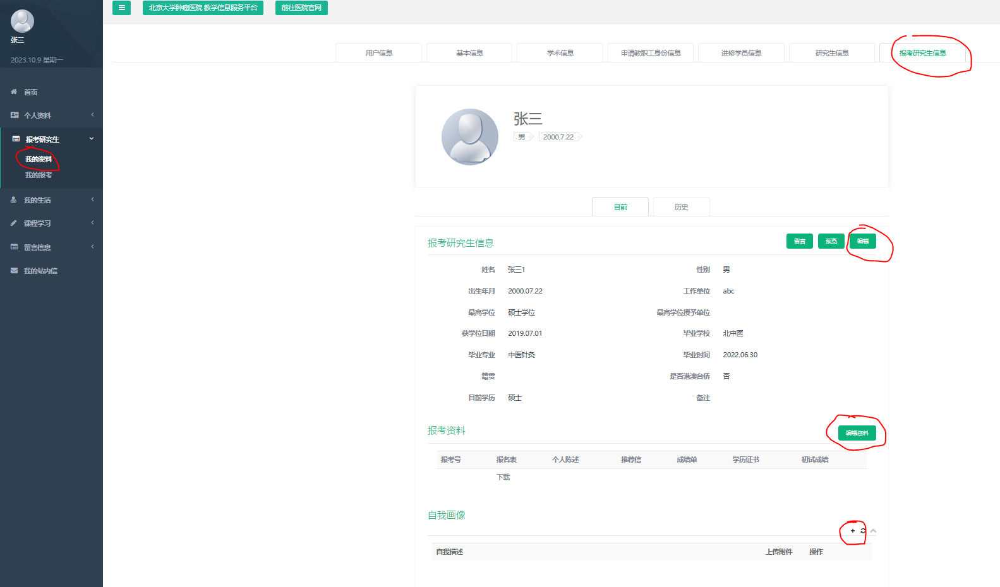 北京大学肿瘤医院 教学信息服务平台 前往医院官网
张三
2023.10.9 星期一
首页
个人资料
报考研究生
我的资料
我的报考
我的生活
课程学习
留言信息
我的站内信
用户信息 基本信息 学术信息 申请教职工身份信息 进修学员信息 研究生信息 报考研究生信息
张三
男 2000.7.22
目前 历史
报考研究生信息 留言 预览 编辑
姓名 张三1 性别 男
出生年月 2000.07.22 工作单位 abc
最高学位 硕士学位 最高学位授予单位
获学位日期 2019.07.01 毕业学校 北中医
毕业专业 中医针灸 毕业时间 2022.06.30
籍贯 是否港澳台侨 否
目前学历 硕士 备注
报考资料 编辑资料
报考号 报名表 个人陈述 推荐信 成绩单 学历证书 初试成绩
下载
自我画像
自我描述 上传附件 操作